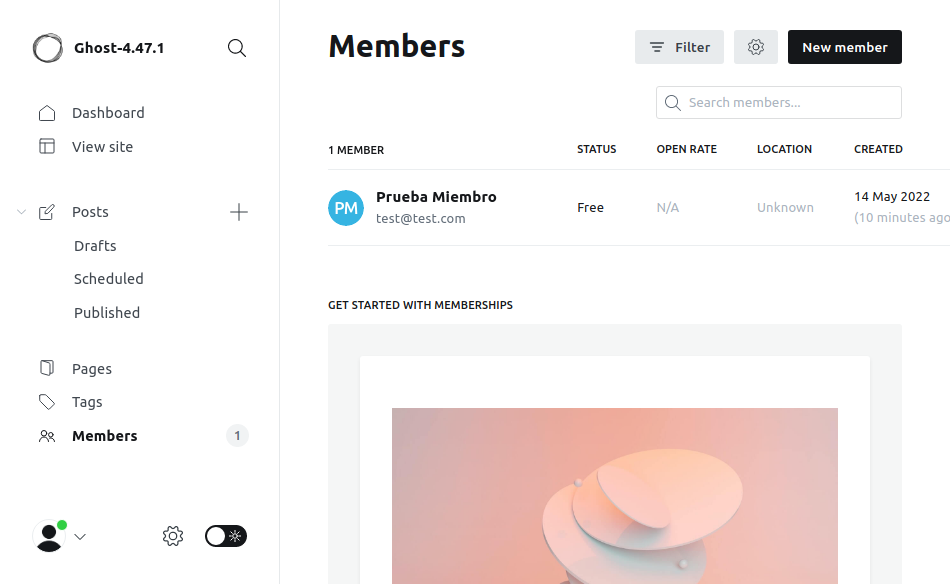 Ghost-4.47.1
Dashboard
View site
Posts
Drafts
Scheduled
Published
Pages
Tags
Members
1
Members
Filter
New member
Search members...
1 MEMBER STATUS OPEN RATE LOCATION CREATED
PM
Prueba Miembro
test@test.com
Free
N/A
Unknown
14 May 2022
(10 minutes ago
GET STARTED WITH MEMBERSHIPS